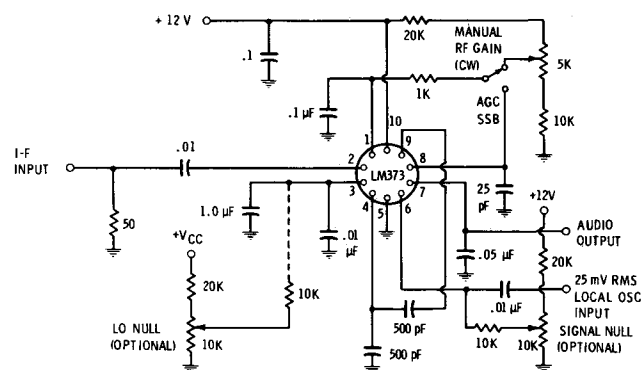 + 12 V
20K
MANUAL
RF GAIN
(CW)
5K
.1
1K
.1 µF
AGC
SSB
10K
1
10
9
I-F
INPUT
.01
2
LM373
8
3
7
4
5
6
25
pF
+12V
50
1.0 µF
.01
µF
.05 µF
AUDIO
OUTPUT
+VCC
20K
20K
10K
25 mV RMS
LOCAL OSC
INPUT
.01 µF
LO NULL
(OPTIONAL)
10K
500 pF
500 pF
10K
10K
SIGNAL NULL
(OPTIONAL)